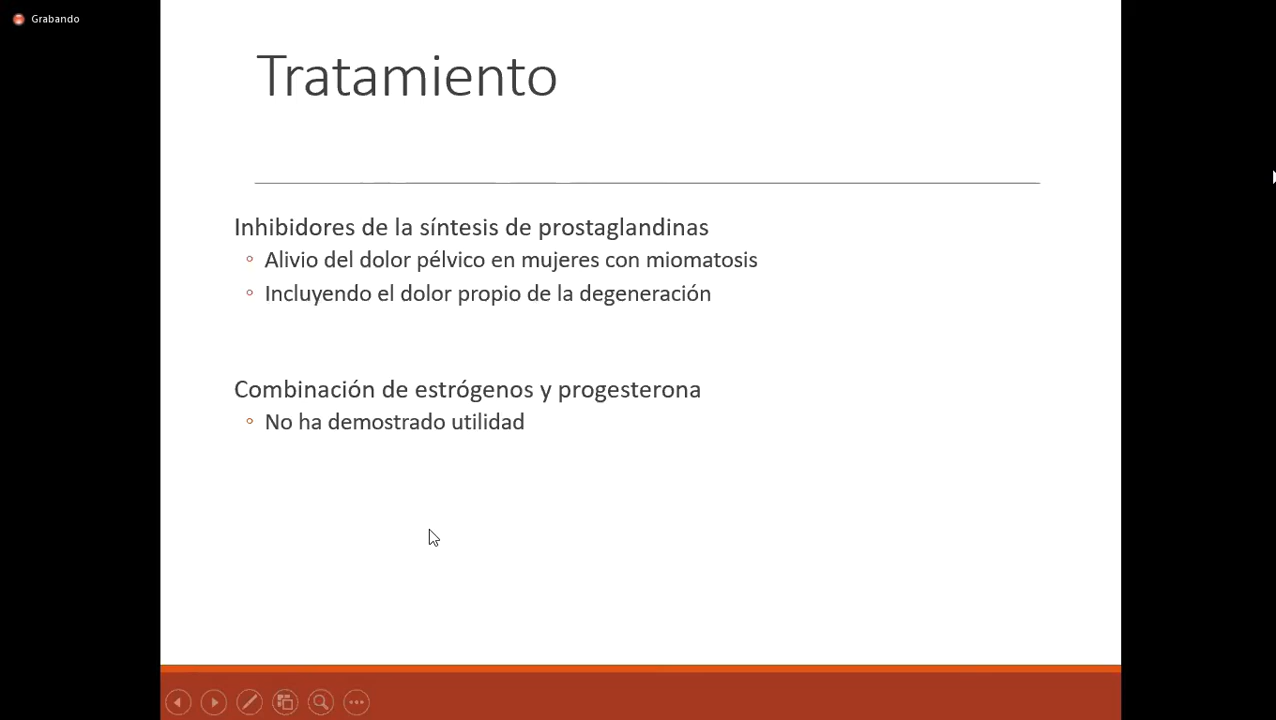 Grabando
Tratamiento
Inhibidores de la síntesis de prostaglandinas
◦ Alivio del dolor pélvico en mujeres con miomatosis
◦ Incluyendo el dolor propio de la degeneración
Combinación de estrógenos y progesterona
◦ No ha demostrado utilidad